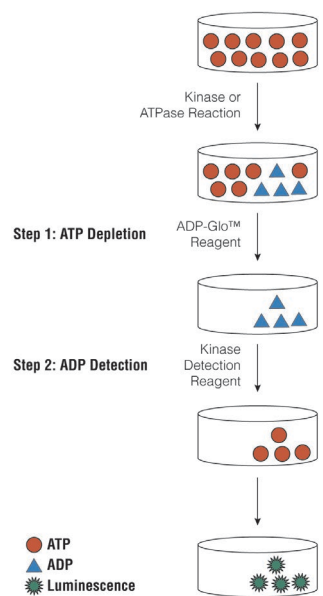 Kinase or
ATPase Reaction
Step 1: ATP Depletion
ADP-Glo™
Reagent
Step 2: ADP Detection
Kinase
Detection
Reagent
ATP
ADP
Luminescence